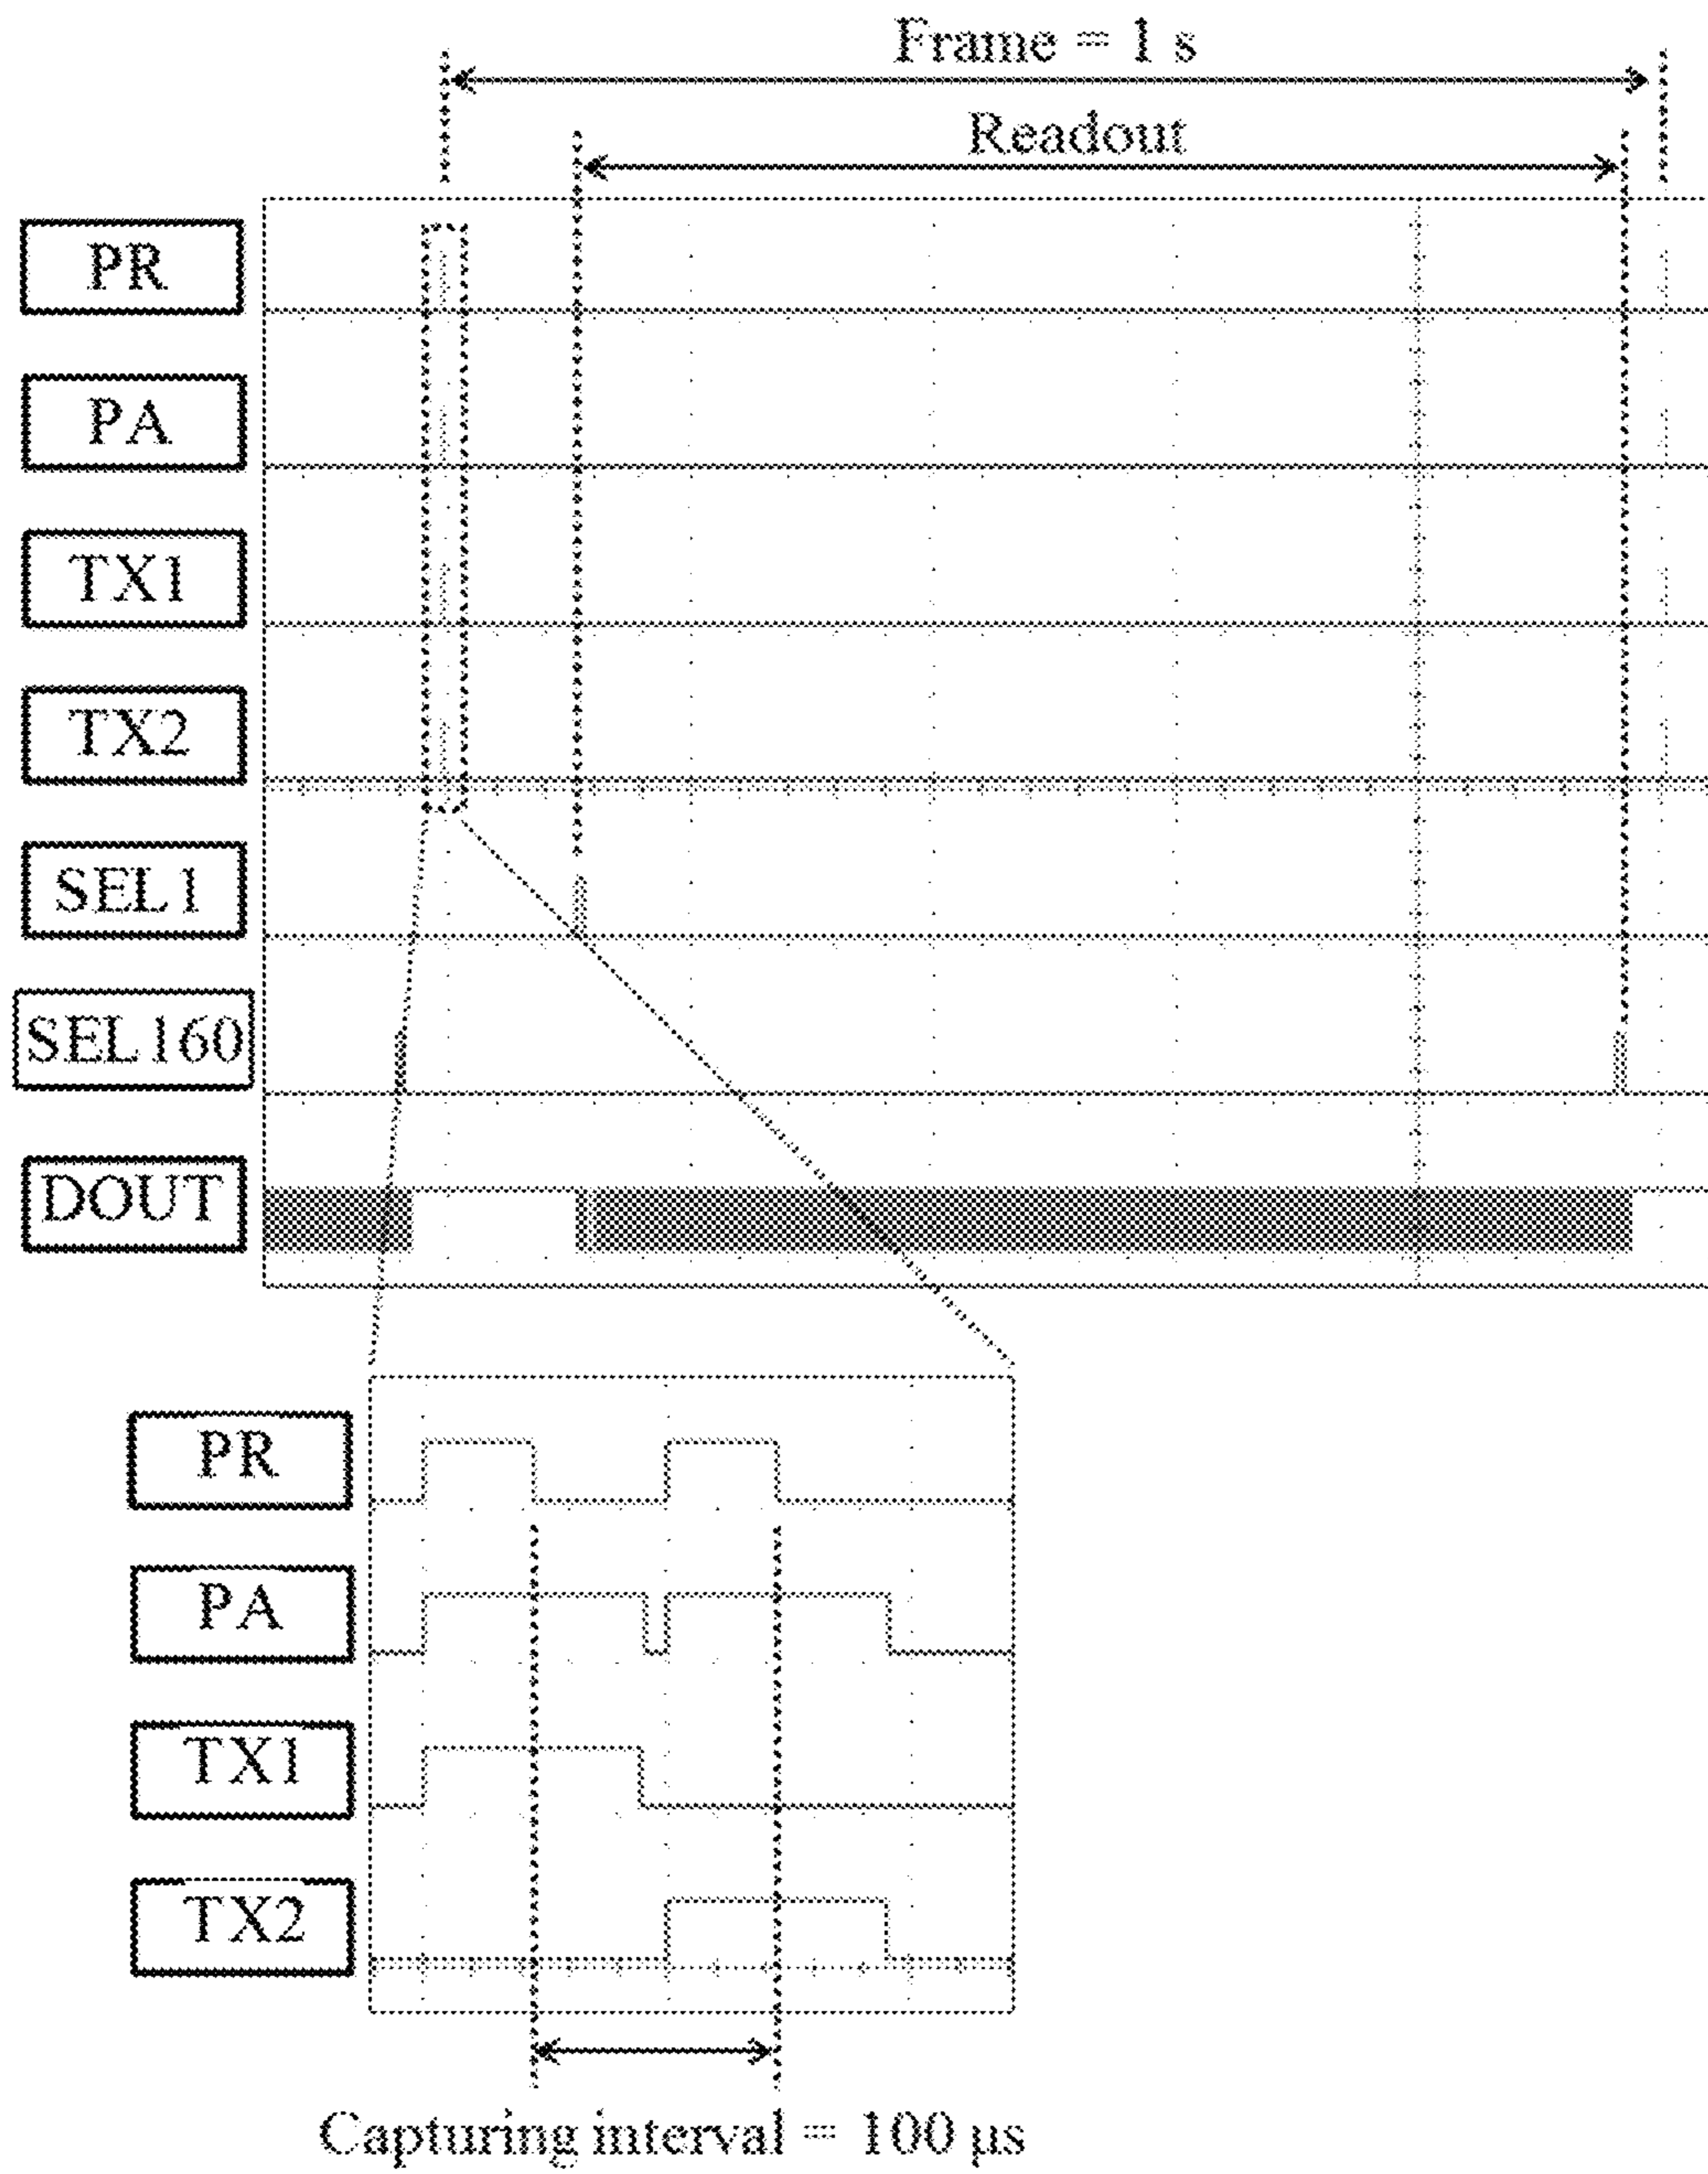 Frame = 1 s
Readout
PR
PA
TX1
TX2
SEL1
SEL160
DOUT
PR
PA
TX1
TX2
Capturing interval = 100 μs